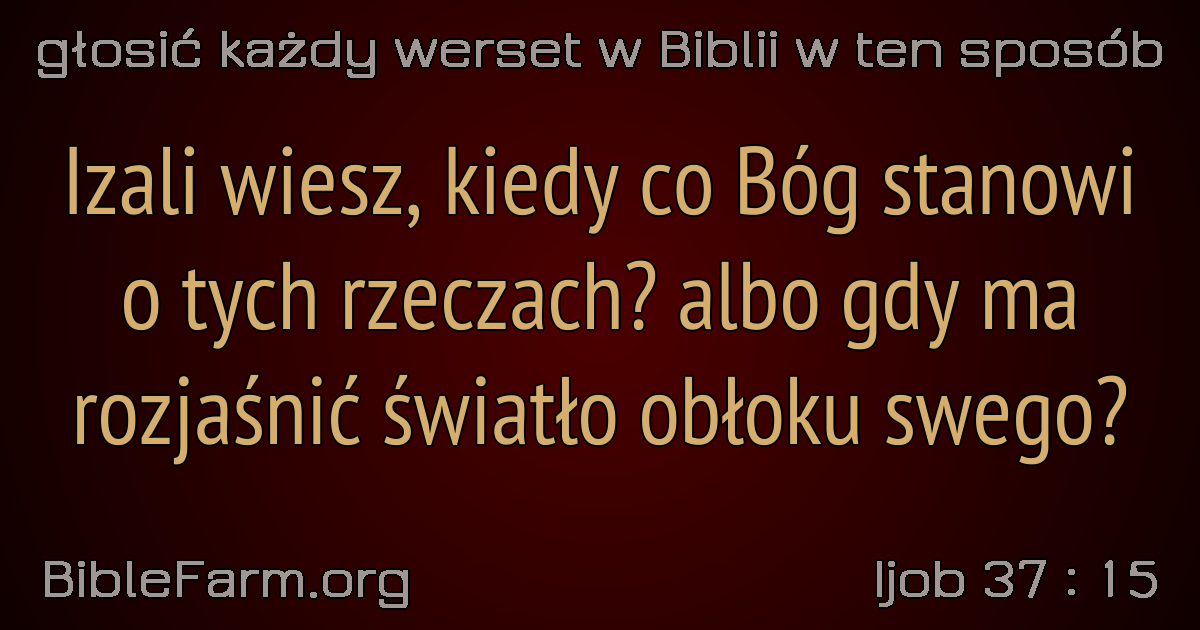 głosić każdy werset w Biblii w ten sposób
Izali wiesz, kiedy co Bóg stanowi
o tych rzeczach? albo gdy ma
rozjaśnić światło obłoku swego?
BibleFarm.org
Ijob 37 : 15